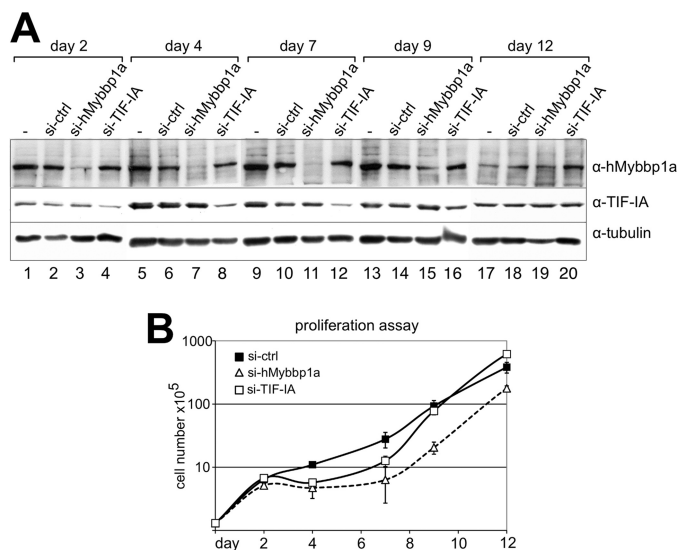 A
day 2 day 4 day 7 day 9 day 12
- si-ctrl si-hMybbp1a si-TIF-IA - si-ctrl si-hMybbp1a si-TIF-IA - si-ctrl si-hMybbp1a si-TIF-IA - si-ctrl si-hMybbp1a si-TIF-IA - si-ctrl si-hMybbp1a si-TIF-IA
α-hMybbp1a
α-TIF-IA
α-tubulin
1 2 3 4 5 6 7 8 9 10 11 12 13 14 15 16 17 18 19 20
B
proliferation assay
1000
si-ctrl
si-hMybbp1a
si-TIF-IA
100
10
cell number x10⁵
day 2 4 6 8 10 12